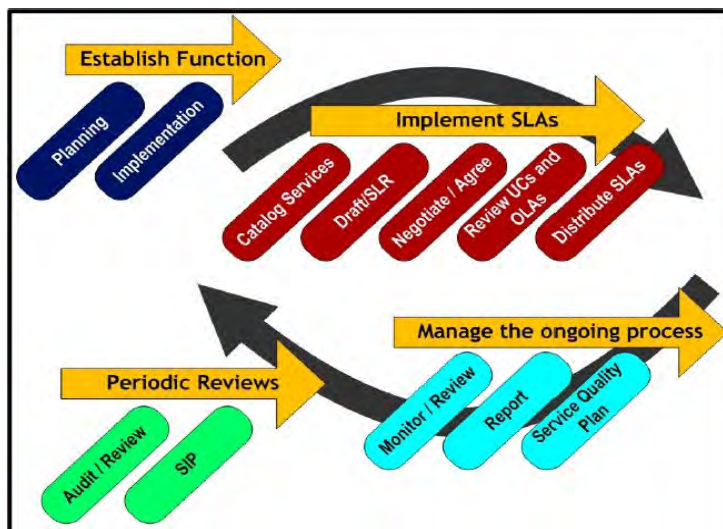 Establish Function
Planning
Implementation
Implement SLAs
Catalog Services
Draft/SLR
Negotiate / Agree
Review UCs and
OLAs
Distribute SLAs
Manage the ongoing process
Monitor / Review
Report
Service Quality
Plan
Periodic Reviews
Audit / Review
SIP